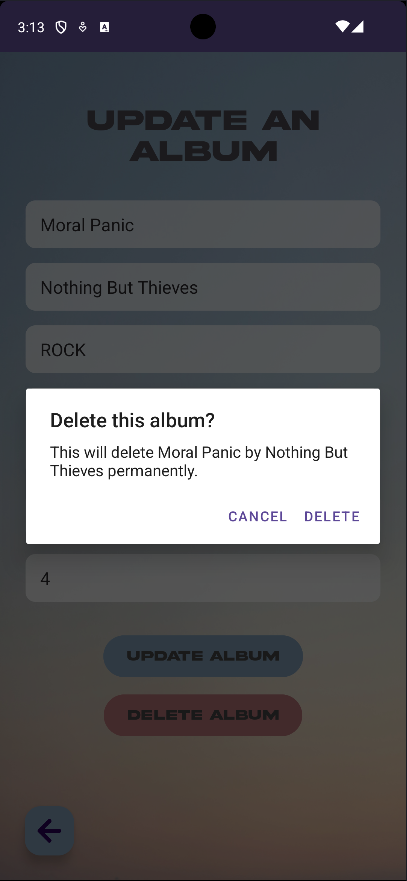 3:13
A
UPDATE AN
ALBUM
Moral Panic
Nothing But Thieves
ROCK
Delete this album?
This will delete Moral Panic by Nothing But
Thieves permanently.
CANCEL DELETE
4
UPDATE ALBUM
DELETE ALBUM